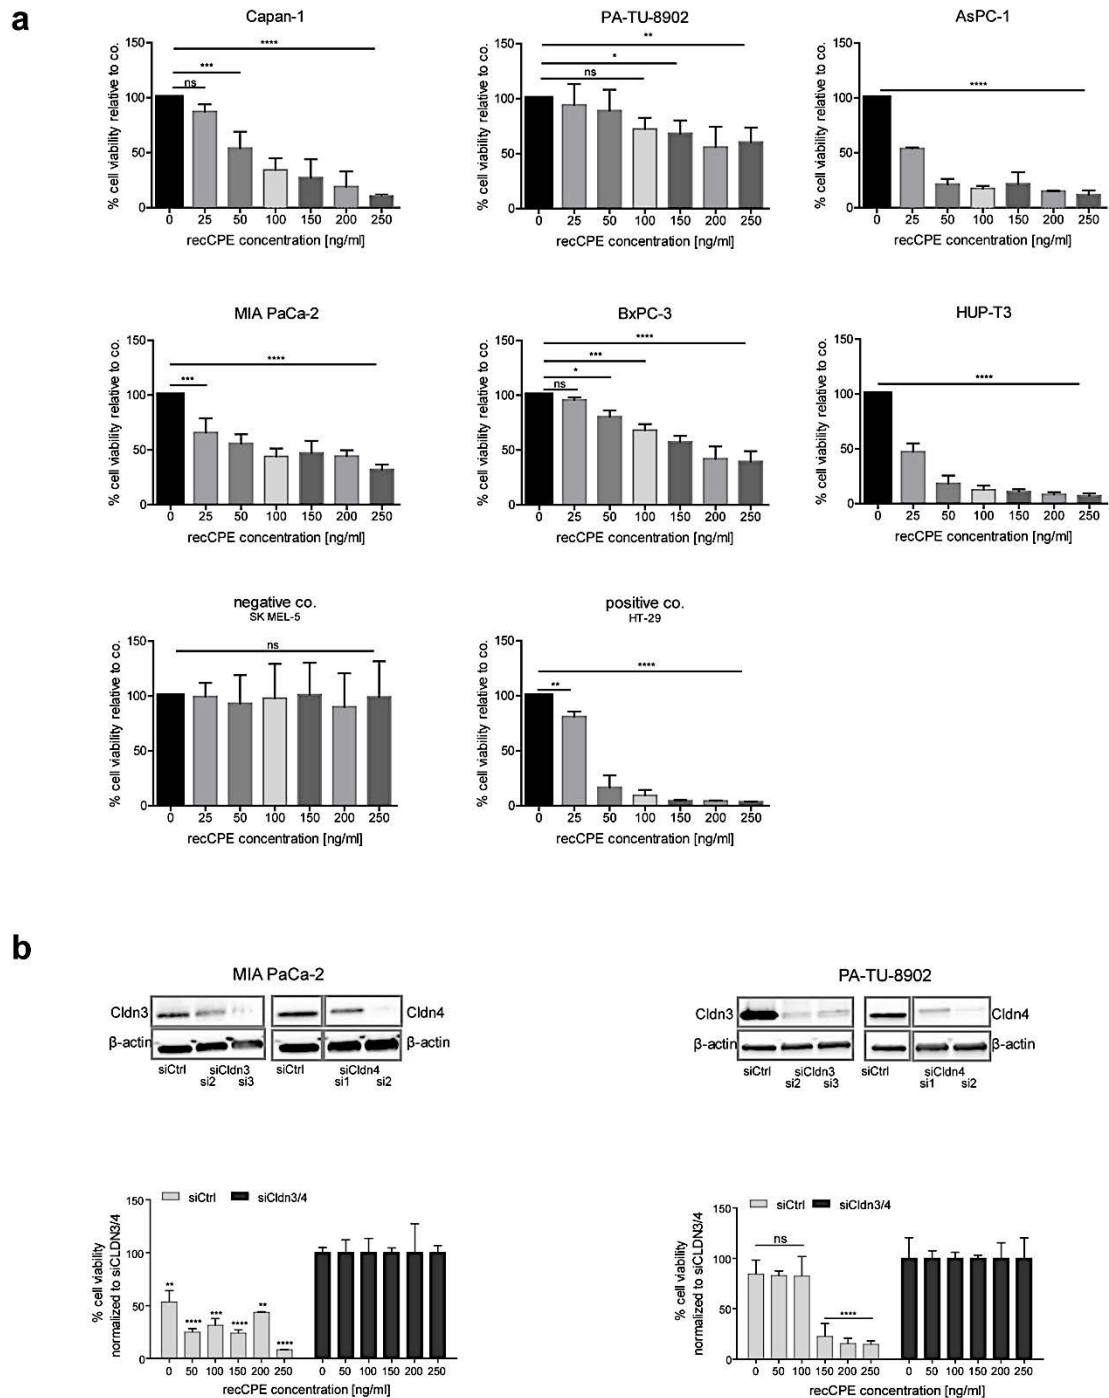 a
Capan-1
PA-TU-8902
AsPC-1
% cell viability relative to co.
150
100
50
0
ns
***
****
0 25 50 100 150 200 250
recCPE concentration [ng/ml]
% cell viability relative to co.
150
100
50
0
ns
*
**
0 25 50 100 150 200 250
recCPE concentration [ng/ml]
% cell viability relative to co.
150
100
50
0
****
0 25 50 100 150 200 250
recCPE concentration [ng/ml]
MIA PaCa-2
BxPC-3
HUP-T3
% cell viability relative to co.
150
100
50
0
***
****
0 25 50 100 150 200 250
recCPE concentration [ng/ml]
% cell viability relative to co.
150
100
50
0
ns
*
***
****
0 25 50 100 150 200 250
recCPE concentration [ng/ml]
% cell viability relative to co.
150
100
50
0
****
0 25 50 100 150 200 250
recCPE concentration [ng/ml]
negative co.
SK MEL-5
positive co.
HT-29
% cell viability relative to co.
150
100
50
0
ns
0 25 50 100 150 200 250
recCPE concentration [ng/ml]
% cell viability relative to co.
150
100
50
0
**
****
0 25 50 100 150 200 250
recCPE concentration [ng/ml]
b
MIA PaCa-2
Cldn3 Cldn4
β-actin β-actin
siCtrl siCldn3 siCtrl siCldn4
si2 si3 si1 si2
PA-TU-8902
Cldn3 Cldn4
β-actin β-actin
siCtrl siCldn3 siCtrl siCldn4
si2 si3 si1 si2
siCtrl siCldn3/4
% cell viability
normalized to siCLDN3/4
150
100
50
0
** **** *** **** ** ****
0 50 100 150 200 250 0 50 100 150 200 250
recCPE concentration [ng/ml]
siCtrl siCldn3/4
% cell viability
normalized to siCLDN3/4
150
100
50
0
ns
****
0 50 100 150 200 250 0 50 100 150 200 250
recCPE concentration [ng/ml]